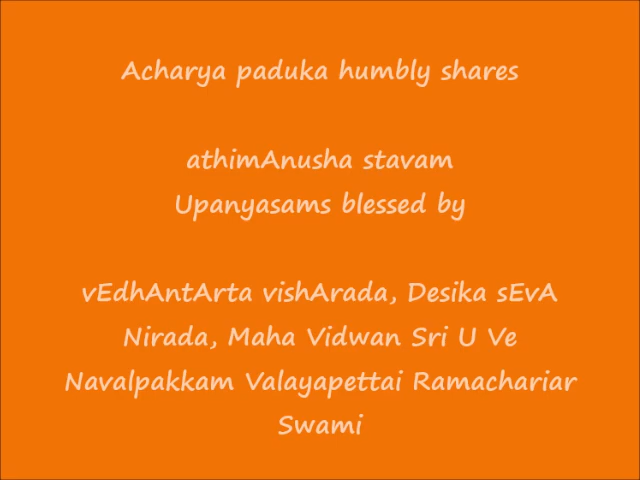 Acharya paduka humbly shares
athimAnusha stavam
Upanyasams blessed by
vEdhAntArta vishArada, Desika sEvA
Nirada, Maha Vidwan Sri U Ve
Navalpakkam Valayapettai Ramachariar
Swami